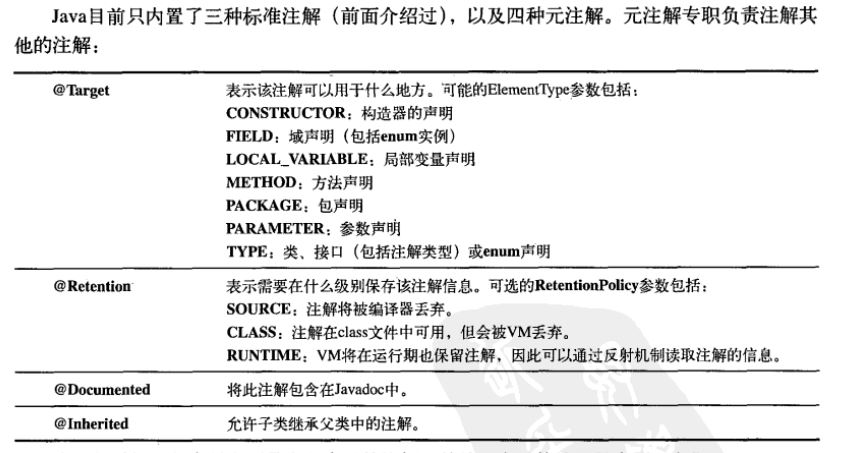 Java目前只内置了三种标准注解（前面介绍过），以及四种元注解。元注解专职负责注解其
他的注解：
@Target 表示该注解可以用于什么地方。可能的ElementType参数包括：
CONSTRUCTOR：构造器的声明
FIELD：域声明（包括enum实例）
LOCAL_VARIABLE：局部变量声明
METHOD：方法声明
PACKAGE：包声明
PARAMETER：参数声明
TYPE：类、接口（包括注解类型）或enum声明
@Retention 表示需要在什么级别保存该注解信息。可选的RetentionPolicy参数包括：
SOURCE：注解将被编译器丢弃。
CLASS：注解在class文件中可用，但会被VM丢弃。
RUNTIME：VM将在运行期也保留注解，因此可以通过反射机制读取注解的信息。
@Documented 将此注解包含在Javadoc中。
@Inherited 允许子类继承父类中的注解。